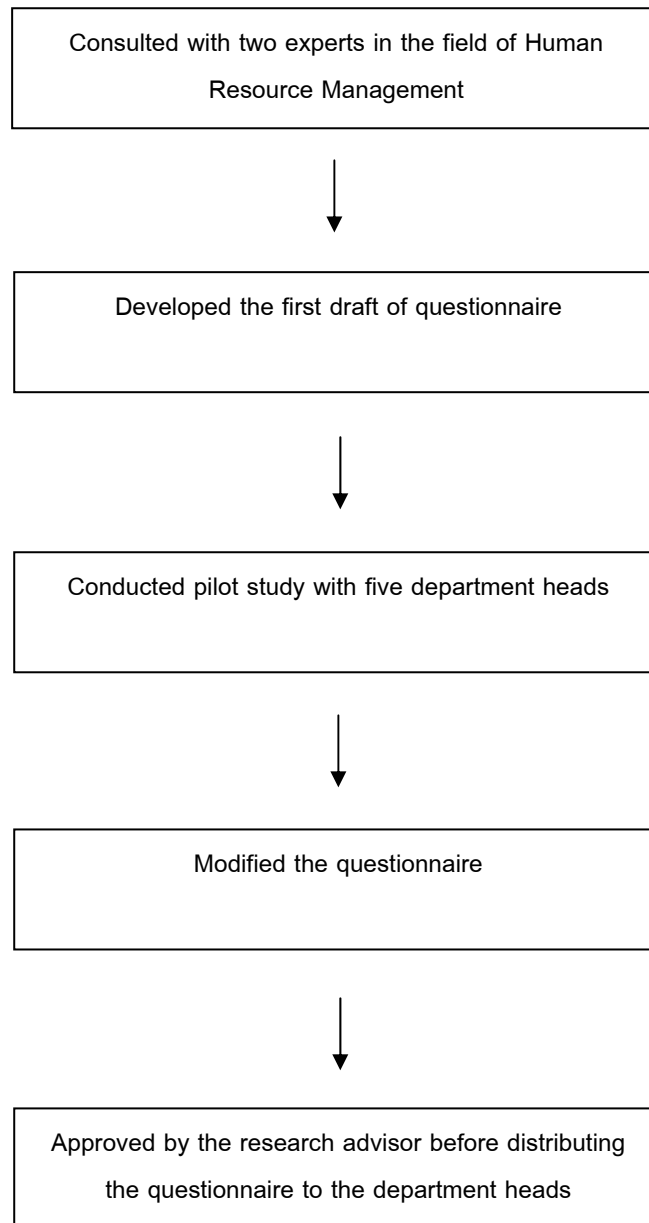 Consulted with two experts in the field of Human
Resource Management
Developed the first draft of questionnaire
Conducted pilot study with five department heads
Modified the questionnaire
Approved by the research advisor before distributing
the questionnaire to the department heads